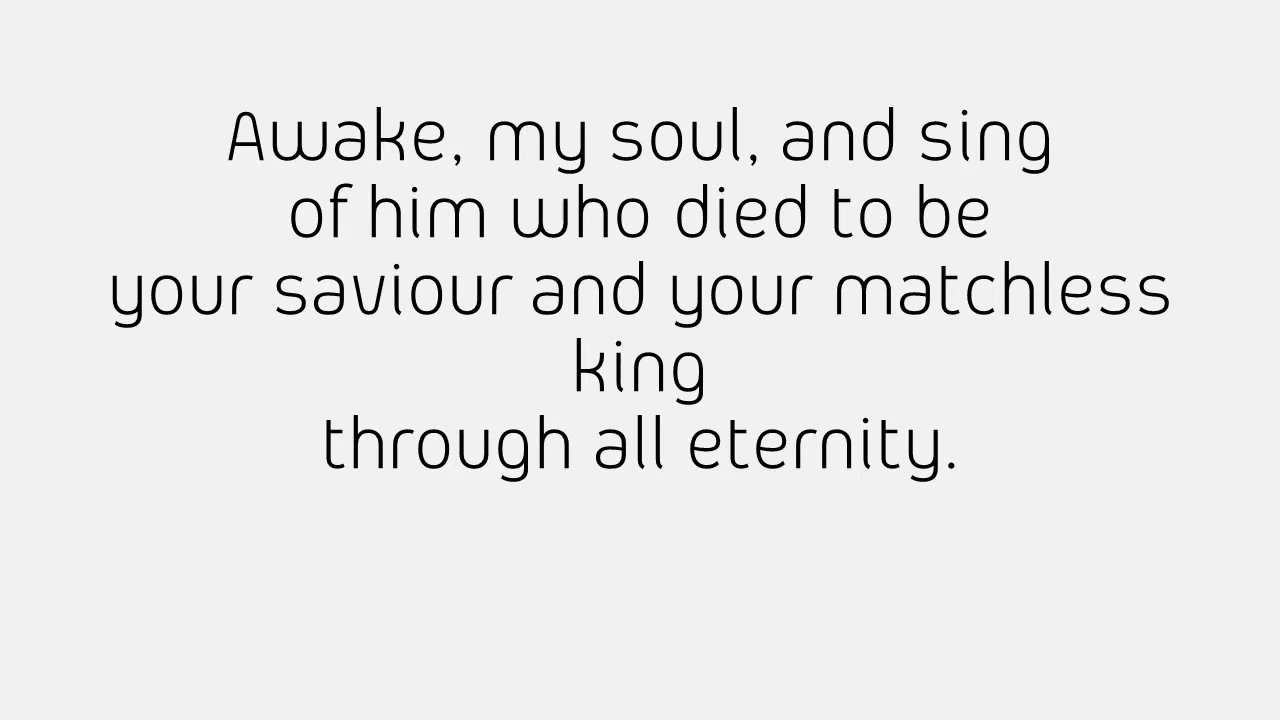 Awake, my soul, and sing
of him who died to be
your saviour and your matchless
king
through all eternity.